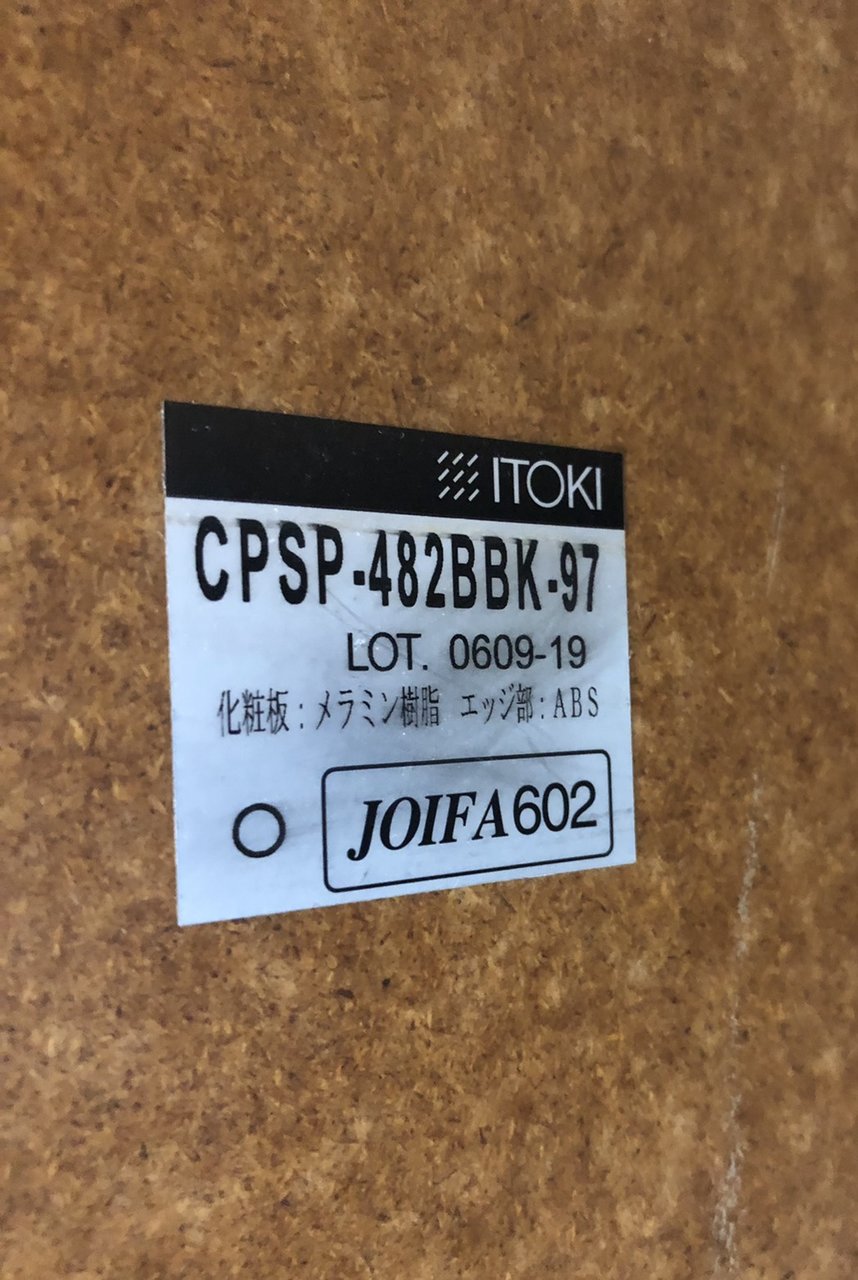 ITOKI
CPSP-482BBK-97
LOT. 0609-19
化粧板：メラミン樹脂　エッジ部：ABS
JOIFA602